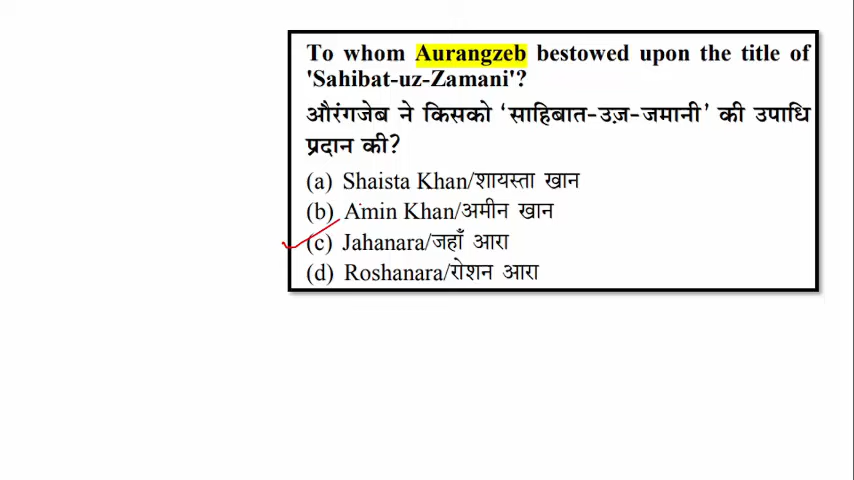 To whom Aurangzeb bestowed upon the title of
'Sahibat-uz-Zamani'?
औरंगजेब ने किसको ‘साहिबात-उज़-जमानी’ की उपाधि
प्रदान की?
(a) Shaista Khan/शायस्ता खान
(b) Amin Khan/अमीन खान
(c) Jahanara/जहाँ आरा
(d) Roshanara/रोशन आरा